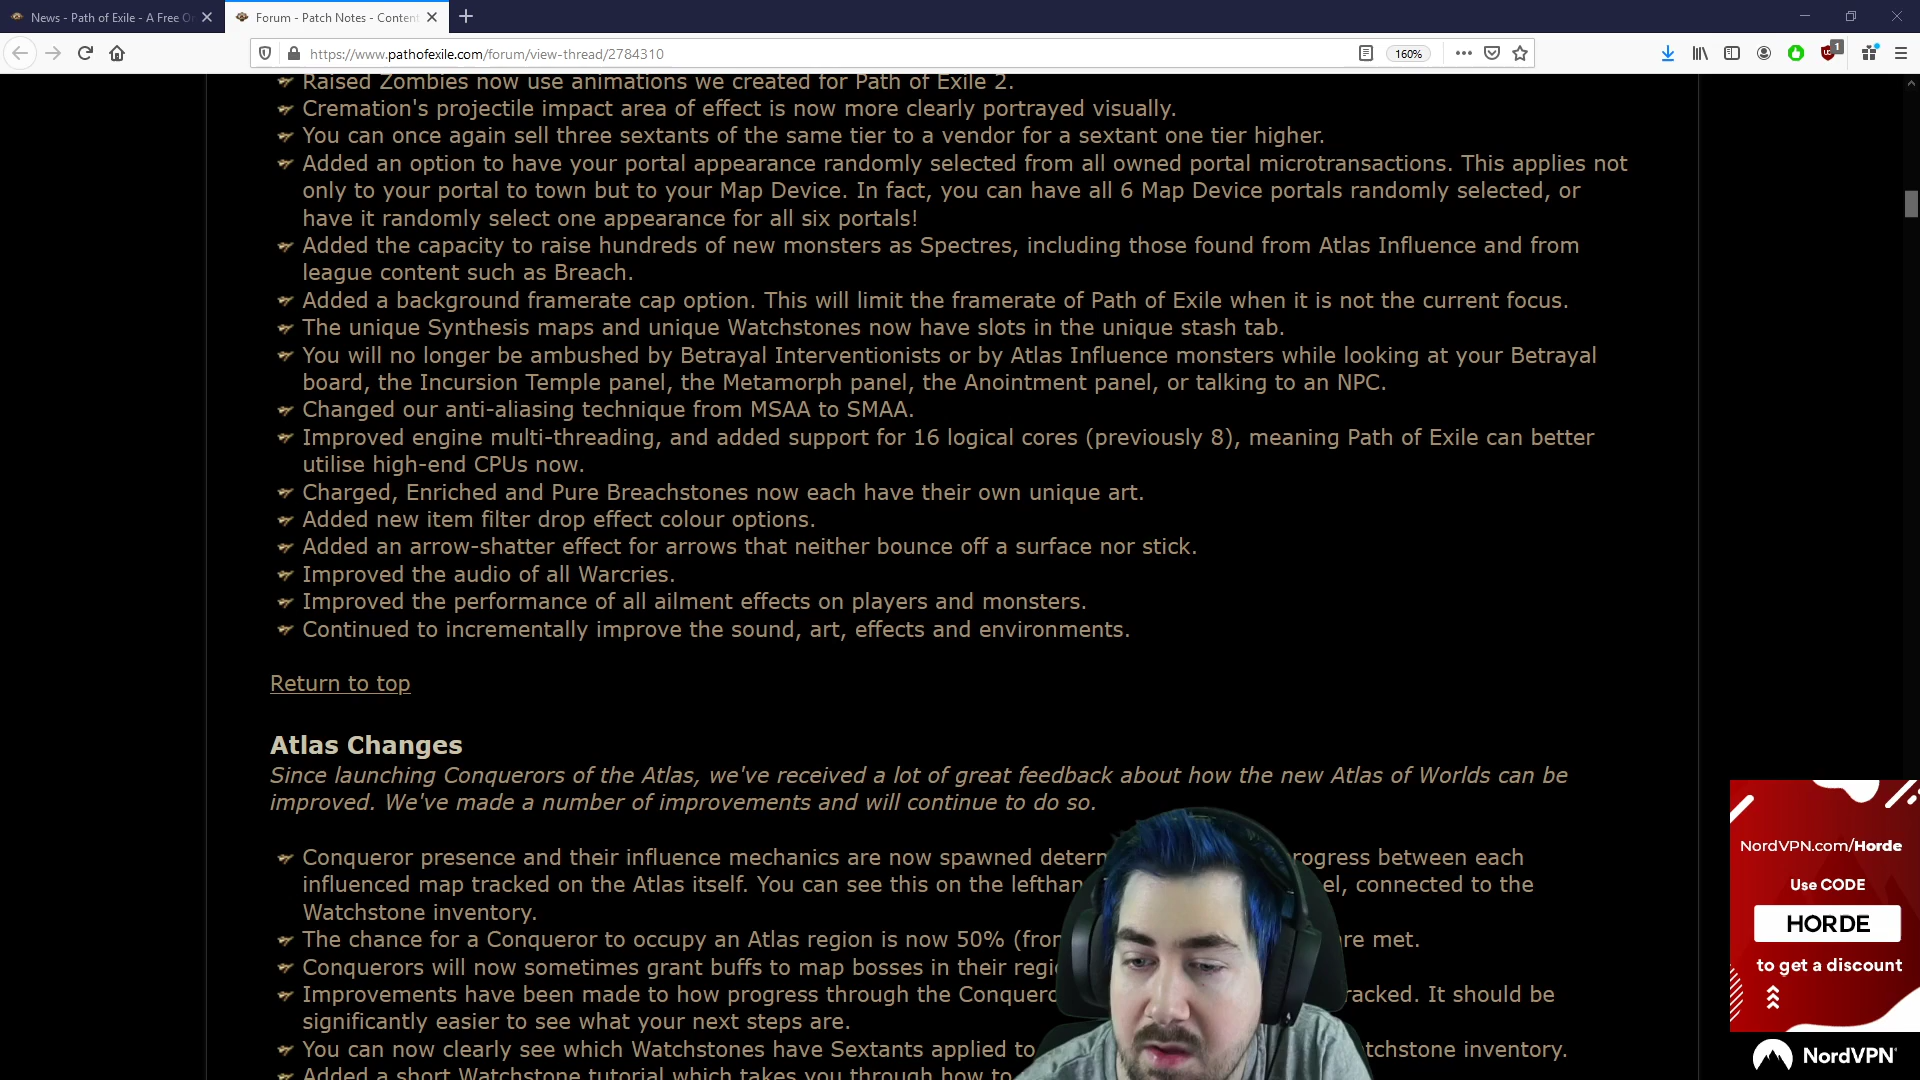 News - Path of Exile - A Free On
Forum - Patch Notes - Content
https://www.pathofexile.com/forum/view-thread/2784310
160%
1
Raised Zombies now use animations we created for Path of Exile 2.
Cremation's projectile impact area of effect is now more clearly portrayed visually.
You can once again sell three sextants of the same tier to a vendor for a sextant one tier higher.
Added an option to have your portal appearance randomly selected from all owned portal microtransactions. This applies not
only to your portal to town but to your Map Device. In fact, you can have all 6 Map Device portals randomly selected, or
have it randomly select one appearance for all six portals!
Added the capacity to raise hundreds of new monsters as Spectres, including those found from Atlas Influence and from
league content such as Breach.
Added a background framerate cap option. This will limit the framerate of Path of Exile when it is not the current focus.
The unique Synthesis maps and unique Watchstones now have slots in the unique stash tab.
You will no longer be ambushed by Betrayal Interventionists or by Atlas Influence monsters while looking at your Betrayal
board, the Incursion Temple panel, the Metamorph panel, the Anointment panel, or talking to an NPC.
Changed our anti-aliasing technique from MSAA to SMAA.
Improved engine multi-threading, and added support for 16 logical cores (previously 8), meaning Path of Exile can better
utilise high-end CPUs now.
Charged, Enriched and Pure Breachstones now each have their own unique art.
Added new item filter drop effect colour options.
Added an arrow-shatter effect for arrows that neither bounce off a surface nor stick.
Improved the audio of all Warcries.
Improved the performance of all ailment effects on players and monsters.
Continued to incrementally improve the sound, art, effects and environments.
Return to top
Atlas Changes
Since launching Conquerors of the Atlas, we've received a lot of great feedback about how the new Atlas of Worlds can be
improved. We've made a number of improvements and will continue to do so.
Conqueror presence and their influence mechanics are now spawned determ rogress between each
influenced map tracked on the Atlas itself. You can see this on the lefthan el, connected to the
Watchstone inventory.
The chance for a Conqueror to occupy an Atlas region is now 50% (from re met.
Conquerors will now sometimes grant buffs to map bosses in their regi
Improvements have been made to how progress through the Conquero racked. It should be
significantly easier to see what your next steps are.
You can now clearly see which Watchstones have Sextants applied to tchstone inventory.
Added a short Watchstone tutorial which takes you through how to
NordVPN.com/Horde
Use CODE
HORDE
to get a discount
NordVPN